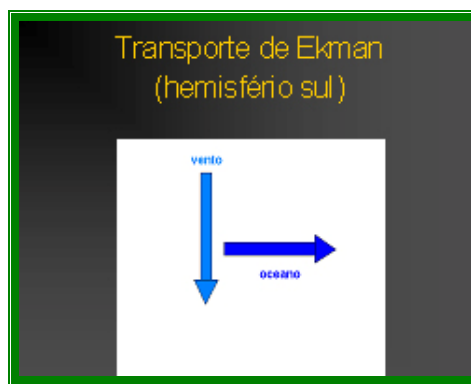 Transporte de Ekman
(hemisfério sul)
vento
oceano